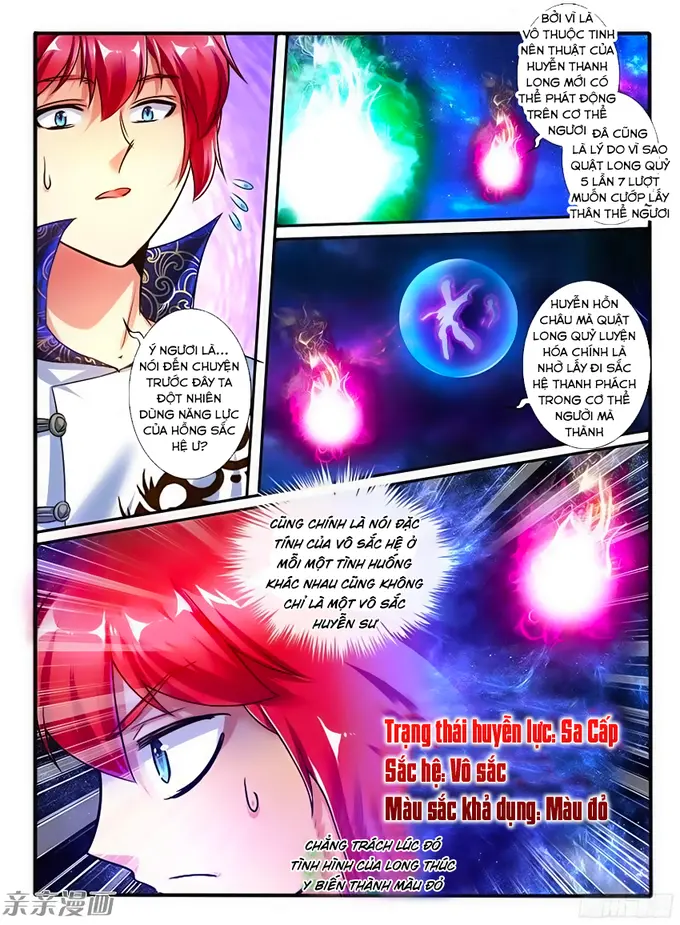 BỞI VÌ LÀ
VÔ THUỘC TINH
NÊN THUẬT CỦA
HUYỄN THANH
LONG MỚI CÓ
THỂ PHÁT ĐỘNG
TRÊN CƠ THỂ
NGƯƠI
ĐÃ CŨNG
LÀ LÝ DO VÌ SAO
QUẬT LONG QUỶ
5 LẦN 7 LƯỢT
MUỐN CƯỚP LẤY
THÂN THỂ NGƯƠI
Ý NGƯƠI LÀ...
NÓI ĐẾN CHUYỆN
TRƯỚC ĐÂY TA
ĐỘT NHIÊN
DÙNG NĂNG LỰC
CỦA HỒNG SẮC
HỆ Ư?
HUYỄN HỒN
CHÂU MÀ QUẬT
LONG QUỶ LUYỆN
HÓA CHÍNH LÀ
NHỜ LẤY ĐI SẮC
HỆ THANH PHÁCH
TRONG CƠ THỂ
NGƯỜI MÀ
THÀNH
CŨNG CHÍNH LÀ NÓI ĐẶC
TÍNH CỦA VÔ SẮC HỆ Ở
MỖI MỘT TÌNH HUỐNG
KHÁC NHAU CŨNG KHÔNG
CHỈ LÀ MỘT VÔ SẮC
HUYỄN SƯ
Trạng thái huyễn lực: Sa Cấp
Sắc hệ: Vô sắc
Màu sắc khả dụng: Màu đỏ
CHẲNG TRÁCH LÚC ĐÓ
TÌNH HÌNH CỦA LONG THÚC
Y BIẾN THÀNH MÀU ĐỎ
亲亲漫画